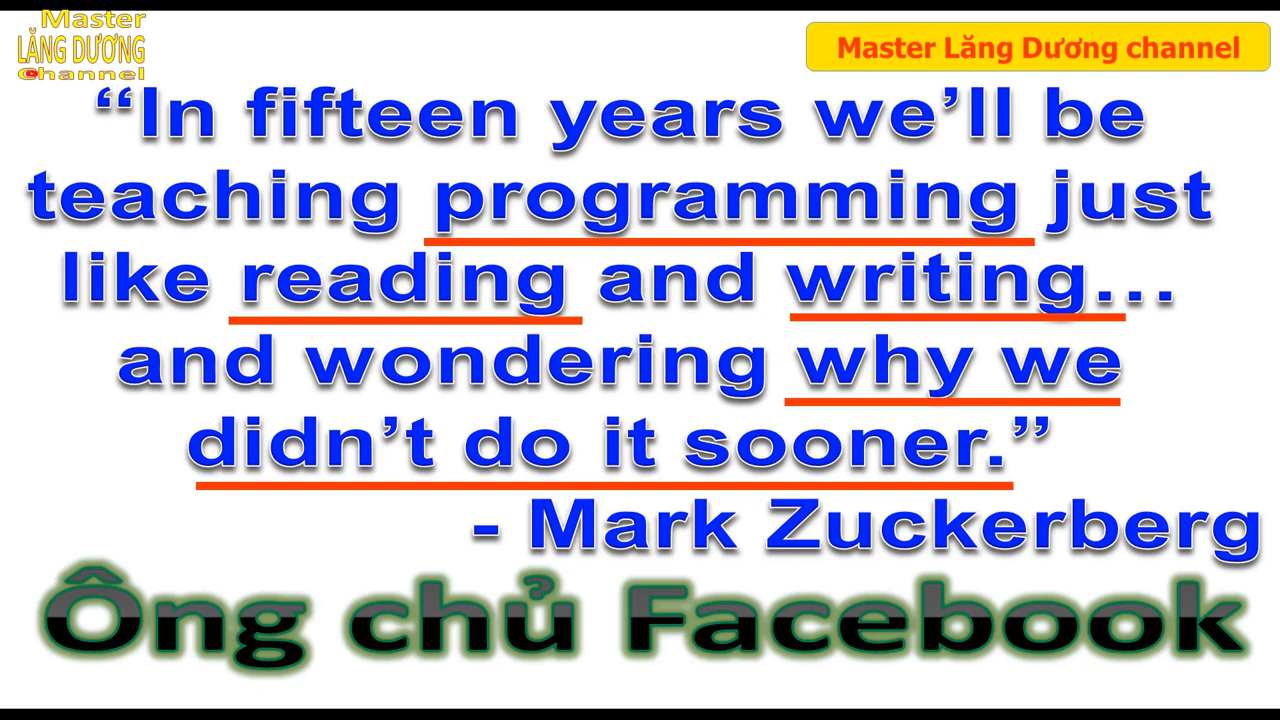 Master
LĂNG DƯƠNG
Channel
Master Lăng Dương channel
“In fifteen years we’ll be
teaching programming just
like reading and writing...
and wondering why we
didn’t do it sooner.”
- Mark Zuckerberg
Ông chủ Facebook